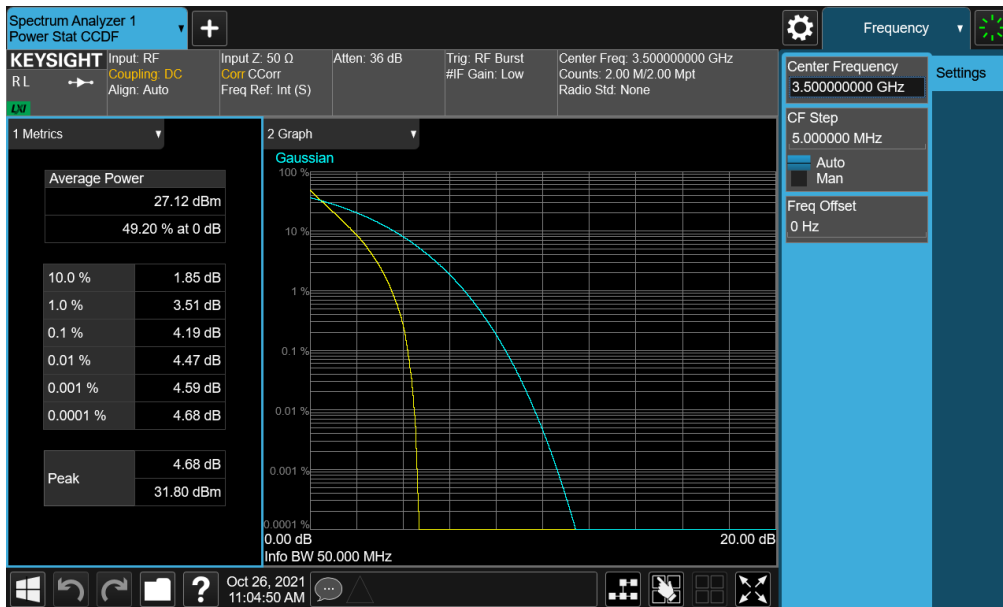 Spectrum Analyzer 1
Power Stat CCDF
+
Frequency
KEYSIGHT
R L
LXI
Input: RF
Coupling: DC
Align: Auto
Input Z: 50 Ω
Corr CCorr
Freq Ref: Int (S)
Atten: 36 dB
Trig: RF Burst
#IF Gain: Low
Center Freq: 3.500000000 GHz
Counts: 2.00 M/2.00 Mpt
Radio Std: None
Center Frequency
3.500000000 GHz
Settings
CF Step
5.000000 MHz
Auto
Man
Freq Offset
0 Hz
1 Metrics
Average Power
27.12 dBm
49.20 % at 0 dB
10.0 % 1.85 dB
1.0 % 3.51 dB
0.1 % 4.19 dB
0.01 % 4.47 dB
0.001 % 4.59 dB
0.0001 % 4.68 dB
Peak
4.68 dB
31.80 dBm
2 Graph
Gaussian
100 %
10 %
1 %
0.1 %
0.01 %
0.001 %
0.0001 %
0.00 dB 20.00 dB
Info BW 50.000 MHz
?
Oct 26, 2021
11:04:50 AM